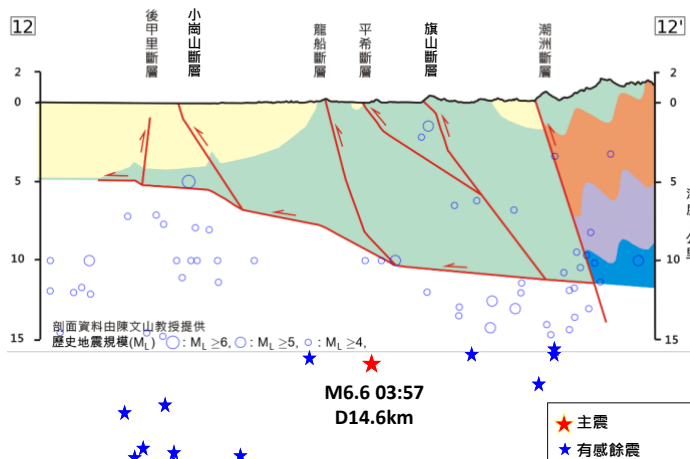 12
12'
後甲里斷層
小崗山斷層
龍船斷層
平希斷層
旗山斷層
潮洲斷層
2
0
5
10
15
2
0
5
10
15
剖面資料由陳文山教授提供
歷史地震規模(ML) : ML ≥6, : ML ≥5, : ML ≥4,
M6.6 03:57
D14.6km
主震
有感餘震